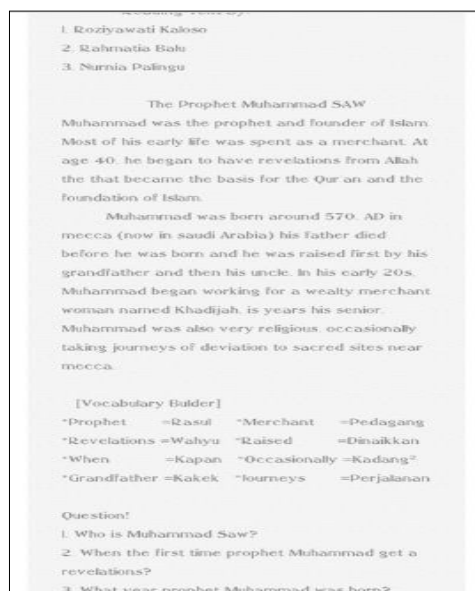 1. Roziyawati Kaloso
2. Rahmatia Balu
3. Nurnia Palingu
The Prophet Muhammad SAW
Muhammad was the prophet and founder of Islam.
Most of his early life was spent as a merchant. At
age 40, he began to have revelations from Allah
the that became the basis for the Qur an and the
foundation of Islam.
Muhammad was born around 570, AD in
mecca (now in saudi Arabia) his father died
before he was born and he was raised first by his
grandfather and then his uncle. In his early 20s,
Muhammad began working for a wealty merchant
woman named Khadijah, is years his senior.
Muhammad was also very religious, occasionally
taking journeys of deviation to sacred sites near
mecca.
[Vocabulary Bulder]
*Prophet =Rasul *Merchant =Pedagang
*Revelations =Wahyu *Raised =Dinaikkan
*When =Kapan *Occasionally =Kadang²
*Grandfather =Kakek *Journeys =Perjalanan
Question!
1. Who is Muhammad Saw?
2. When the first time prophet Muhammad get a
revelations?
3. What year prophet Muhammad was born?